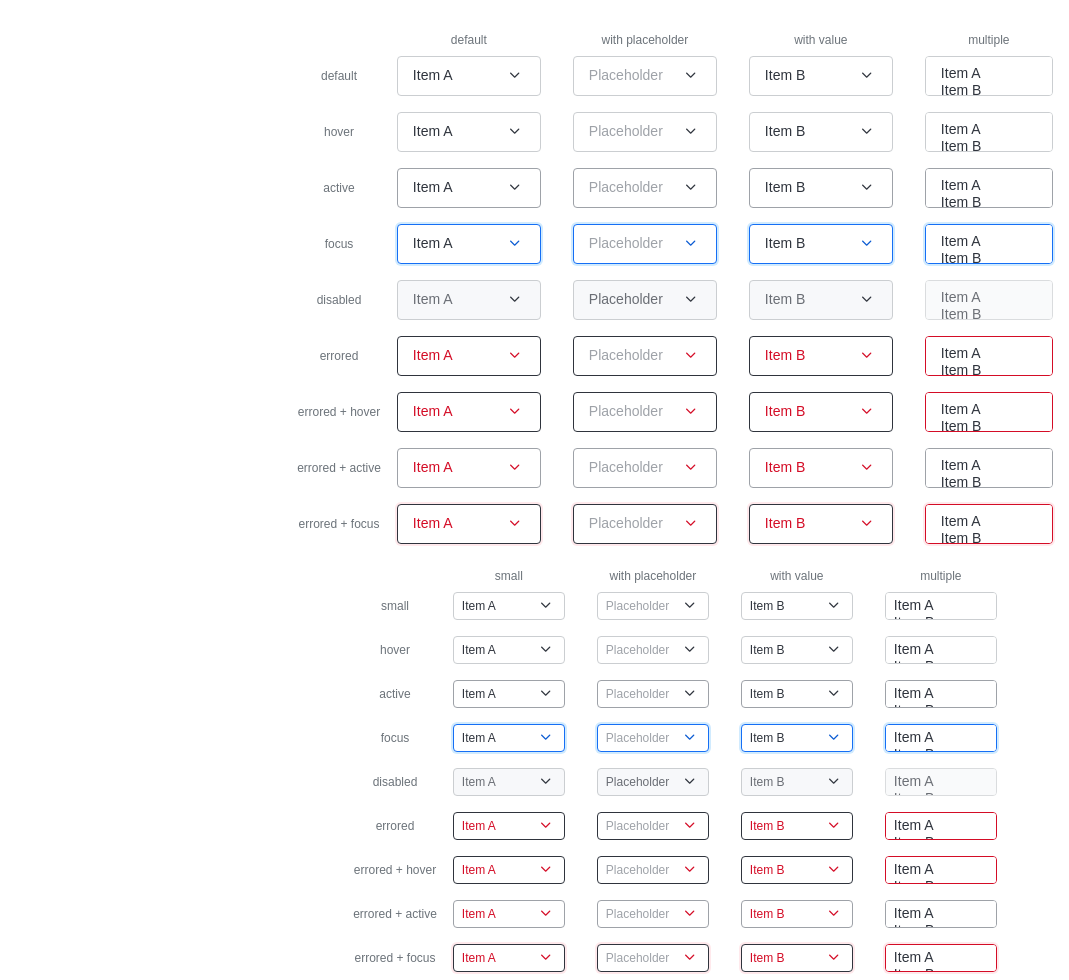 default with placeholder with value multiple
default Item A Placeholder Item B Item A
Item B
hover Item A Placeholder Item B Item A
Item B
active Item A Placeholder Item B Item A
Item B
focus Item A Placeholder Item B Item A
Item B
disabled Item A Placeholder Item B Item A
Item B
errored Item A Placeholder Item B Item A
Item B
errored + hover Item A Placeholder Item B Item A
Item B
errored + active Item A Placeholder Item B Item A
Item B
errored + focus Item A Placeholder Item B Item A
Item B
small with placeholder with value multiple
small Item A Placeholder Item B Item A
hover Item A Placeholder Item B Item A
active Item A Placeholder Item B Item A
focus Item A Placeholder Item B Item A
disabled Item A Placeholder Item B Item A
errored Item A Placeholder Item B Item A
errored + hover Item A Placeholder Item B Item A
errored + active Item A Placeholder Item B Item A
errored + focus Item A Placeholder Item B Item A